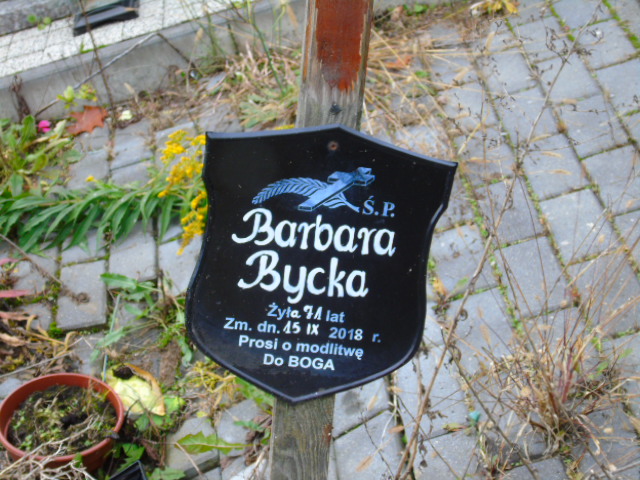 Ś.P.
Barbara
Bycka
Żyła 71 lat
Zm. dn. 15 IX 2018 r.
Prosi o modlitwę
Do BOGA